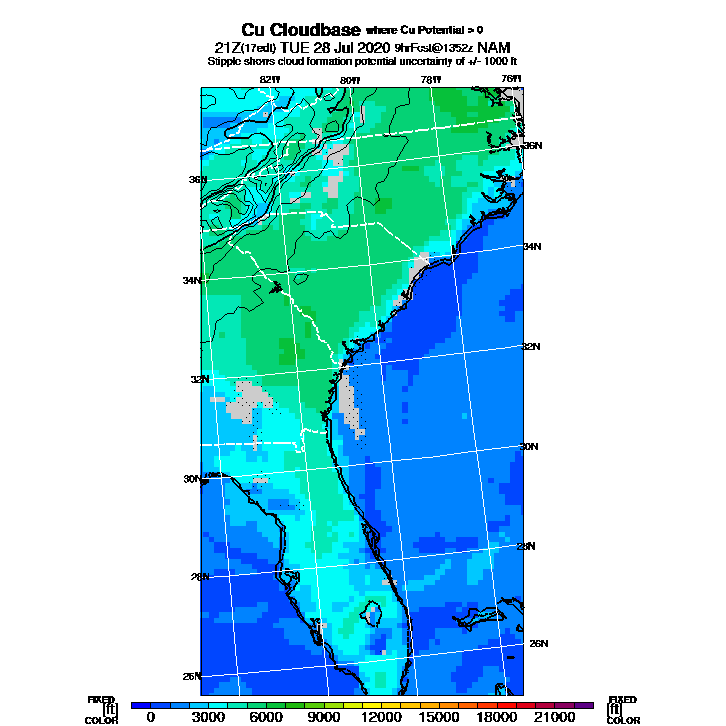 Cu Cloudbase where Cu Potential > 0
21Z(17edt) TUE 28 Jul 2020 9hrFcst@1352z NAM
Stipple shows cloud formation potential uncertainty of +/- 1000 ft
82W 80W 78W 76W
36N
36N
34N
34N
32N
32N
30N
30N
28N
28N
26N
26N
FIXED
[ft]
COLOR
0 3000 6000 9000 12000 15000 18000 21000
FIXED
[ft]
COLOR